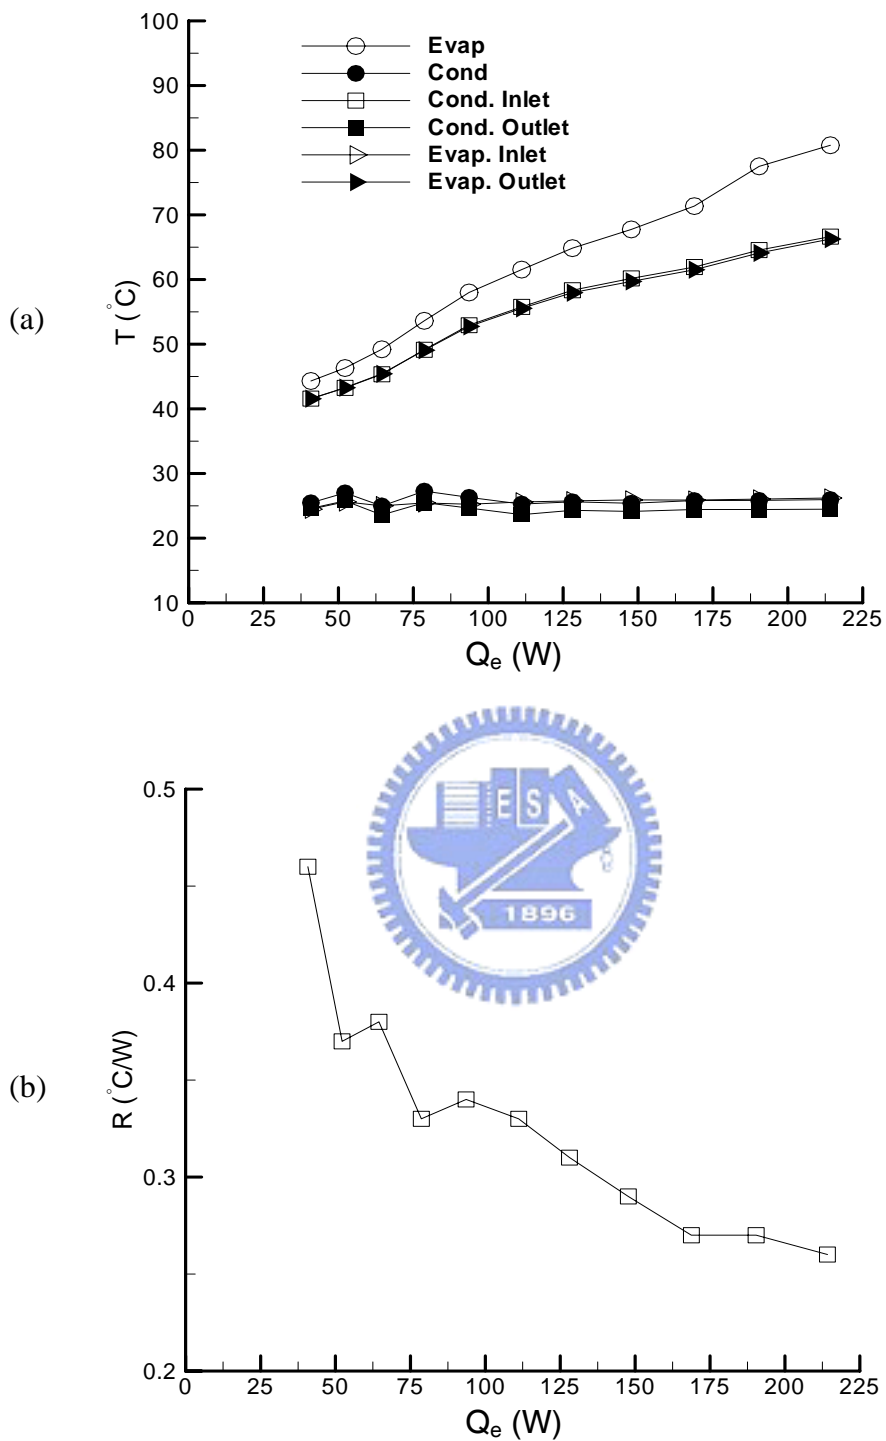 (a)
T (°C)
100
90
80
70
60
50
40
30
20
10
Evap
Cond
Cond. Inlet
Cond. Outlet
Evap. Inlet
Evap. Outlet
0 25 50 75 100 125 150 175 200 225
Qe (W)
E S A
1896
(b)
R (°C/W)
0.5
0.4
0.3
0.2
0 25 50 75 100 125 150 175 200 225
Qe (W)